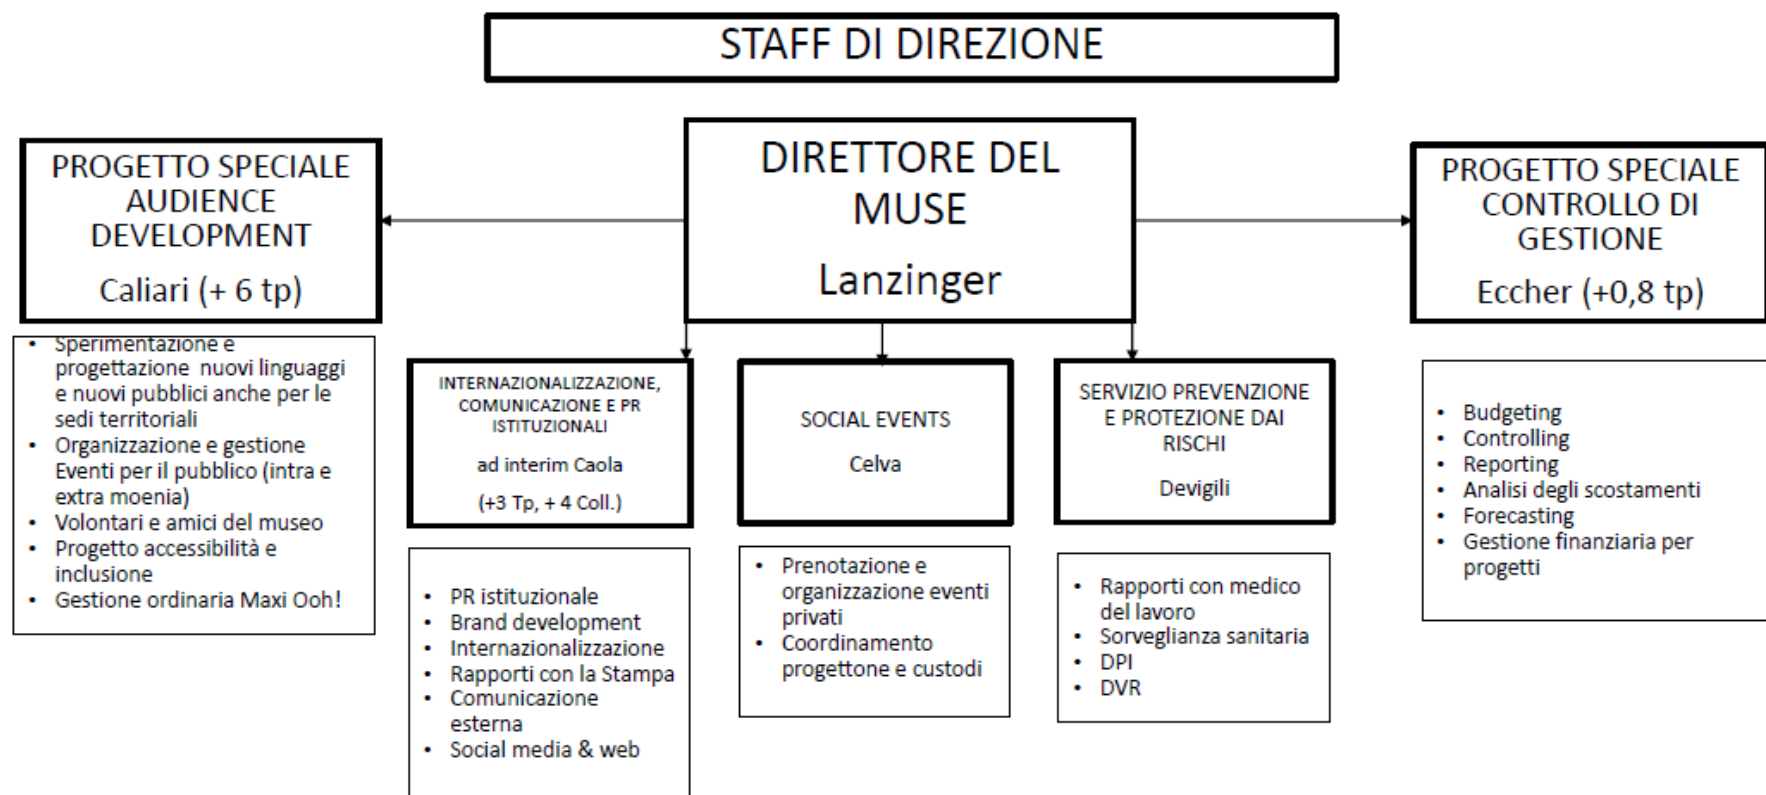 STAFF DI DIREZIONE
PROGETTO SPECIALE
AUDIENCE
DEVELOPMENT
Caliari (+ 6 tp)
DIRETTORE DEL
MUSE
Lanzinger
PROGETTO SPECIALE
CONTROLLO DI
GESTIONE
Eccher (+0,8 tp)
• Sperimentazione e
progettazione nuovi linguaggi
e nuovi pubblici anche per le
sedi territoriali
• Organizzazione e gestione
Eventi per il pubblico (intra e
extra moenia)
• Volontari e amici del museo
• Progetto accessibilità e
inclusione
• Gestione ordinaria Maxi Ooh!
INTERNAZIONALIZZAZIONE,
COMUNICAZIONE E PR
ISTITUZIONALI
ad interim Caola
(+3 Tp, + 4 Coll.)
• PR istituzionale
• Brand development
• Internazionalizzazione
• Rapporti con la Stampa
• Comunicazione
esterna
• Social media & web
SOCIAL EVENTS
Celva
• Prenotazione e
organizzazione eventi
privati
• Coordinamento
progettone e custodi
SERVIZIO PREVENZIONE
E PROTEZIONE DAI
RISCHI
Devigili
• Rapporti con medico
del lavoro
• Sorveglianza sanitaria
• DPI
• DVR
• Budgeting
• Controlling
• Reporting
• Analisi degli scostamenti
• Forecasting
• Gestione finanziaria per
progetti